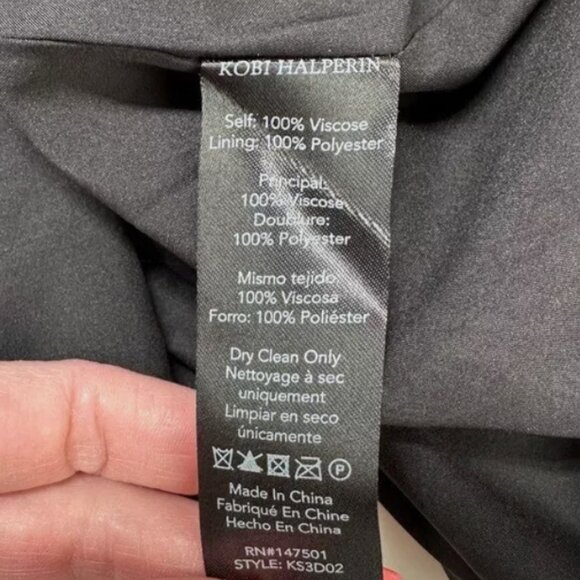 KOBI HALPERIN
Self: 100% Viscose
Lining: 100% Polyester
Principal:
100% Viscose
Doublure:
100% Polyester
Mismo tejido:
100% Viscosa
Forro: 100% Poliéster
Dry Clean Only
Nettoyage à sec
uniquement
Limpiar en seco
únicamente
P
Made In China
Fabriqué En Chine
Hecho En China
RN#147501
STYLE: KS3D02